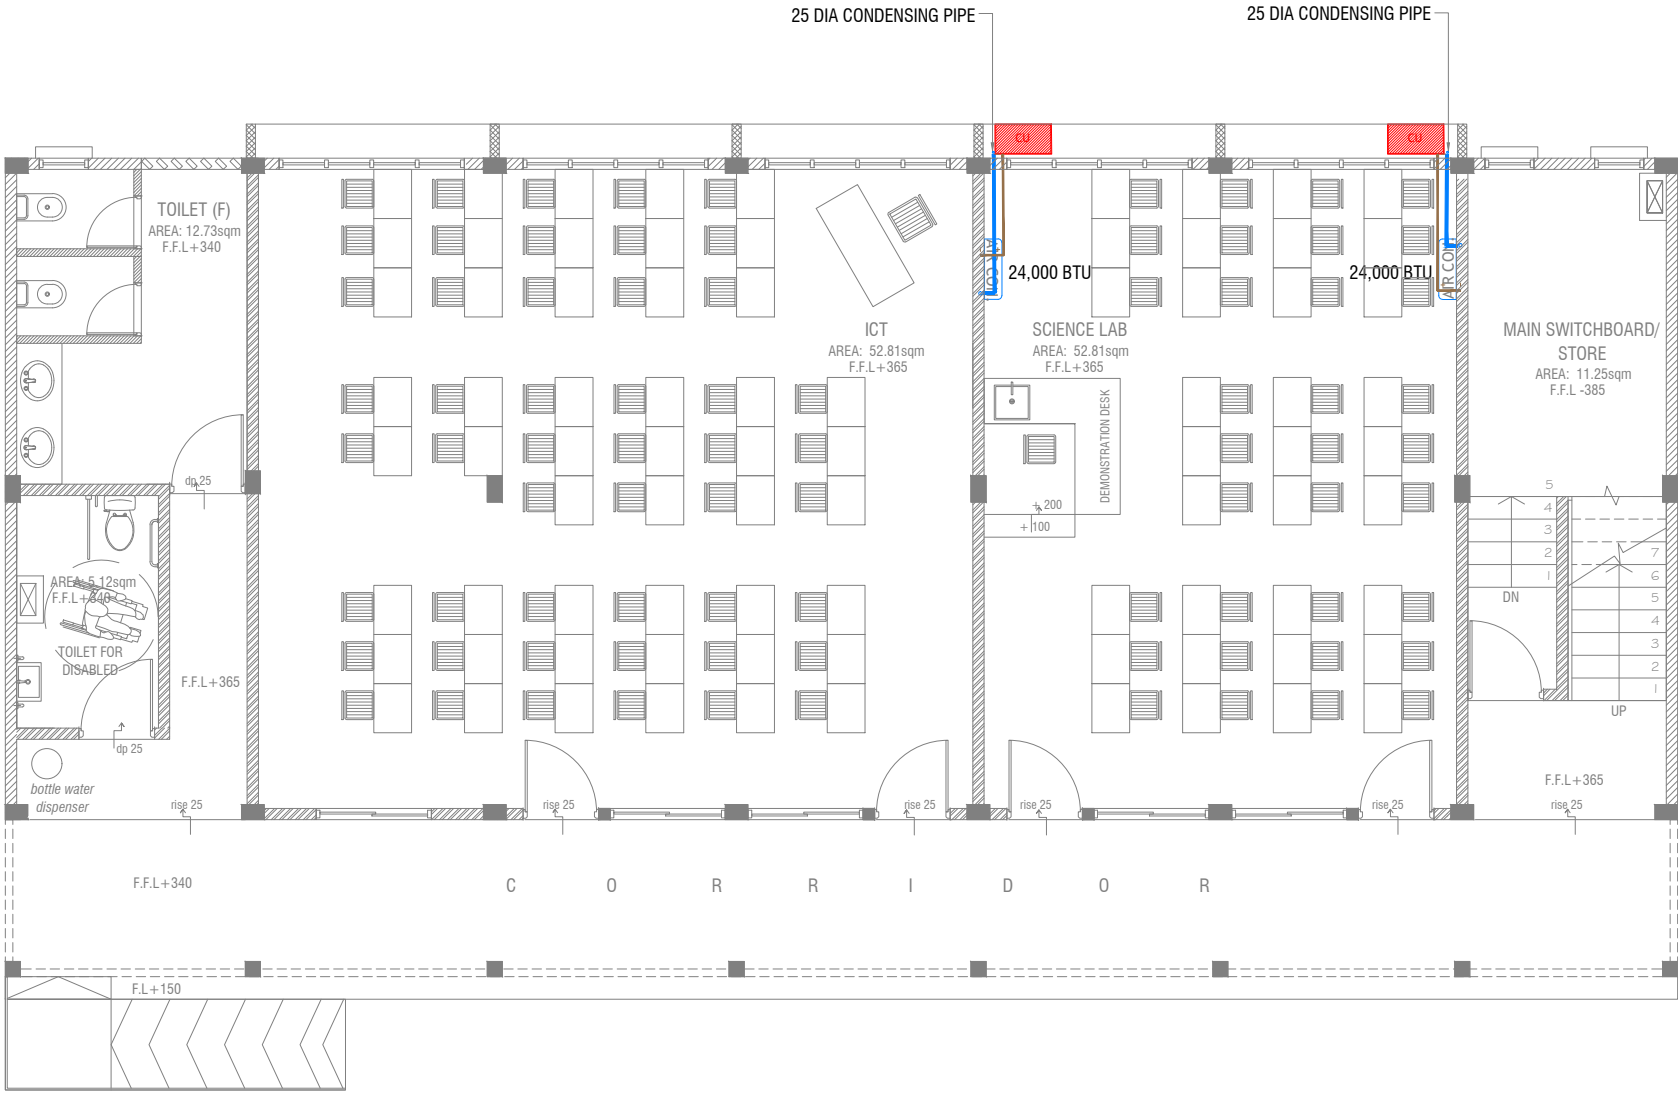 25 DIA CONDENSING PIPE
25 DIA CONDENSING PIPE
CU
CU
TOILET (F)
AREA: 12.73sqm
F.F.L+340
AIR CON
24,000 BTU
24,000 BTU
AIR CON
ICT
AREA: 52.81sqm
F.F.L+365
SCIENCE LAB
AREA: 52.81sqm
F.F.L+365
MAIN SWITCHBOARD/
STORE
AREA: 11.25sqm
F.F.L -385
DEMONSTRATION DESK
+ 200
+ 100
dp 25
AREA: 5.12sqm
F.F.L+340
TOILET FOR
DISABLED
F.F.L+365
dp 25
bottle water
dispenser
5
4
3
2
1
DN
7
6
5
4
3
2
1
UP
F.F.L+365
rise 25
rise 25
rise 25
rise 25
rise 25
rise 25
F.F.L+340
C O R R I D O R
F.L+150